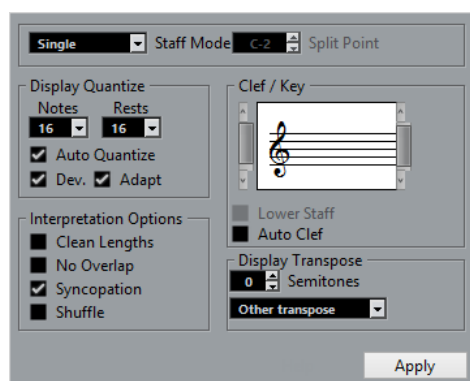 Single Staff Mode C-2 Split Point
Display Quantize
Notes Rests
16 16
Auto Quantize
Dev. Adapt
Interpretation Options
Clean Lengths
No Overlap
Syncopation
Shuffle
Clef / Key
Lower Staff
Auto Clef
Display Transpose
0 Semitones
Other transpose
Apply